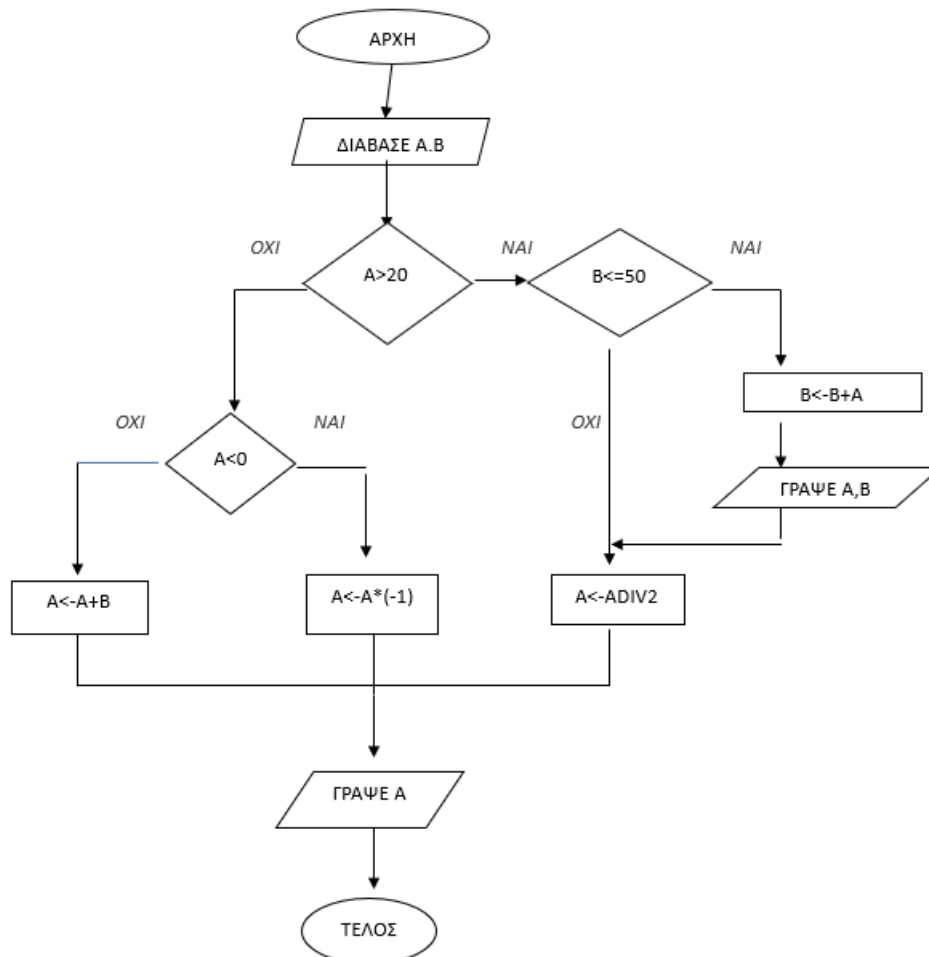 ΑΡΧΗ
ΔΙΑΒΑΣΕ Α.Β
ΟΧΙ
Α>20
ΝΑΙ
Β<=50
ΝΑΙ
Β<-Β+Α
ΟΧΙ
Α<0
ΝΑΙ
ΟΧΙ
ΓΡΑΨΕ Α,Β
Α<-Α+Β
Α<-Α*(-1)
Α<-ADIV2
ΓΡΑΨΕ Α
ΤΕΛΟΣ